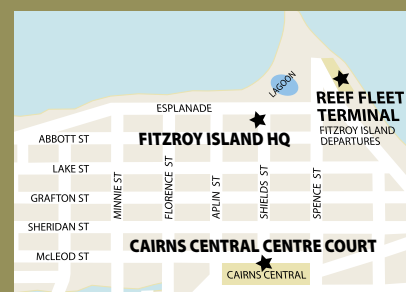 LAGOON
ESPLANADE
REEF FLEET
TERMINAL
FITZROY ISLAND
DEPARTURES
ABBOTT ST
FITZROY ISLAND HQ
LAKE ST
GRAFTON ST
SHERIDAN ST
McLEOD ST
MINNIE ST
FLORENCE ST
APLIN ST
SHIELDS ST
SPENCE ST
CAIRNS CENTRAL CENTRE COURT
CAIRNS CENTRAL